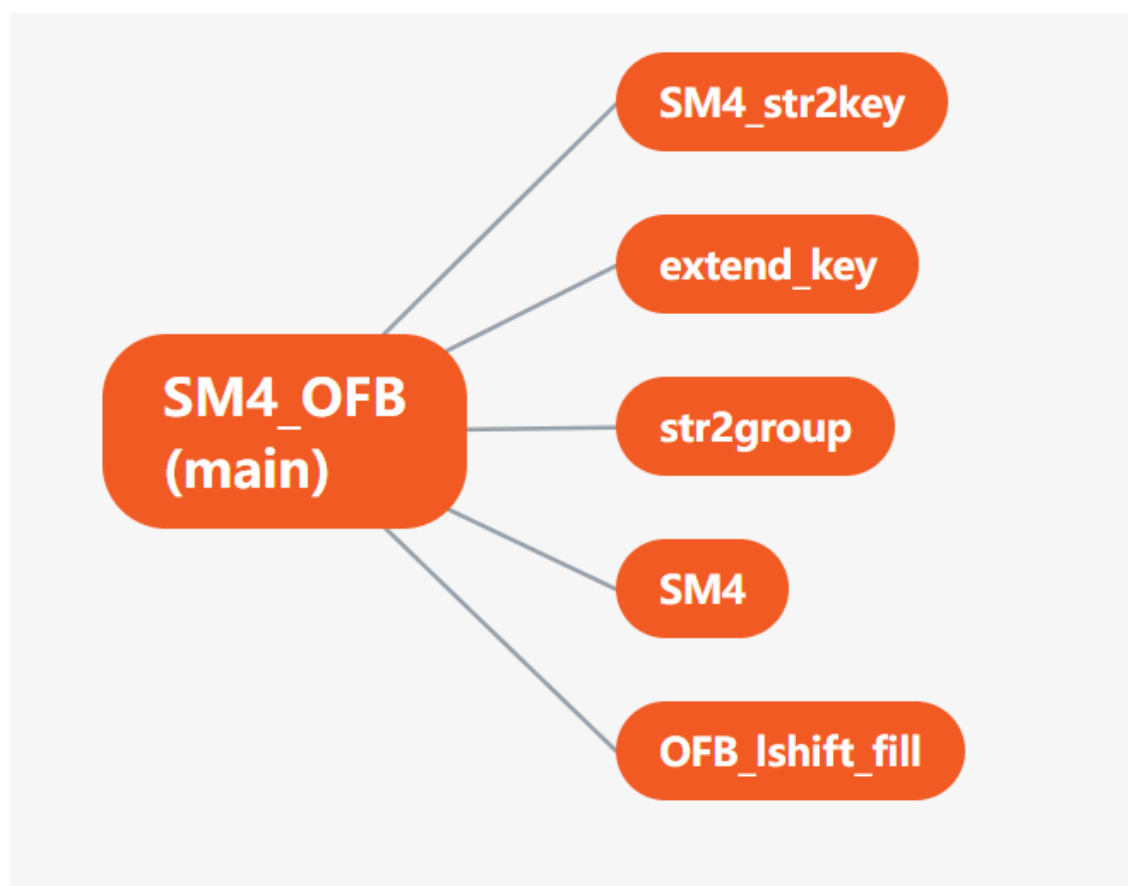 SM4_str2key
extend_key
SM4_OFB
(main)
str2group
SM4
OFB_lshift_fill